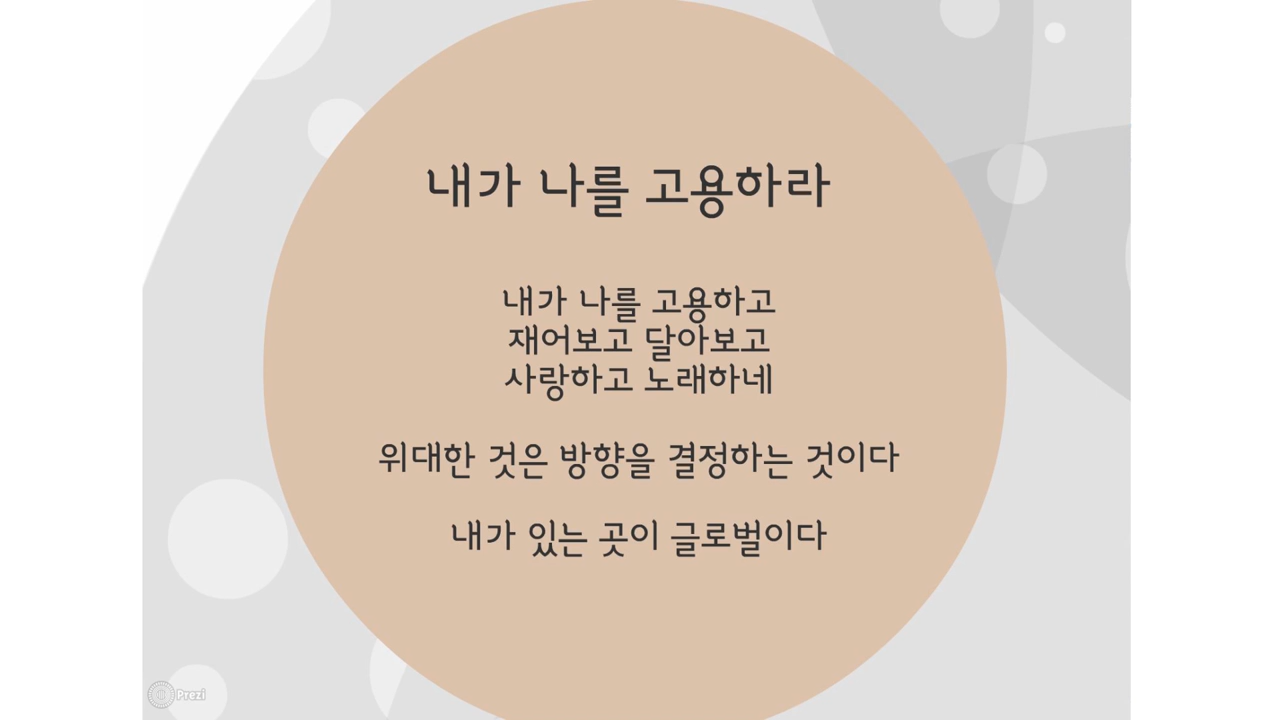 내가 나를 고용하라
내가 나를 고용하고
재어보고 달아보고
사랑하고 노래하네
위대한 것은 방향을 결정하는 것이다
내가 있는 곳이 글로벌이다
Prezi